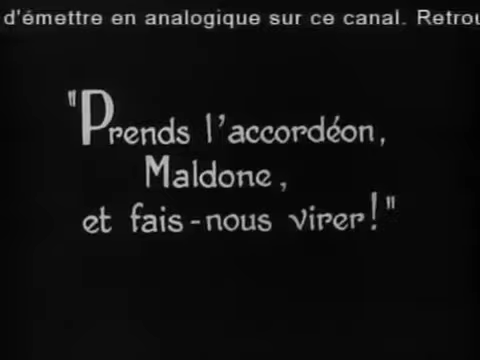 d'émettre en analogique sur ce canal. Retrou
"Prends l'accordéon,
Maldone,
et fais-nous virer!"